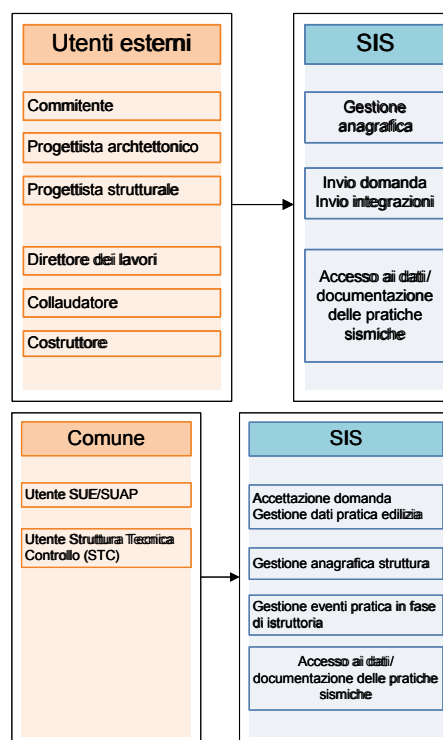 Utenti esterni
Commitente
Progettista archtettonico
Progettista strutturale
Direttore dei lavori
Collaudatore
Costruttore
SIS
Gestione
anagrafica
Invio domanda
Invio integrazioni
Accesso ai dati/
documentazione
delle pratiche
sismiche
Comune
Utente SUE/SUAP
Utente Struttura Tecnica
Controllo (STC)
SIS
Accettazione domanda
Gestione dati pratica edilizia
Gestione anagrafica struttura
Gestione eventi pratica in fase
di istruttoria
Accesso ai dati/
documentazione delle pratiche
sismiche